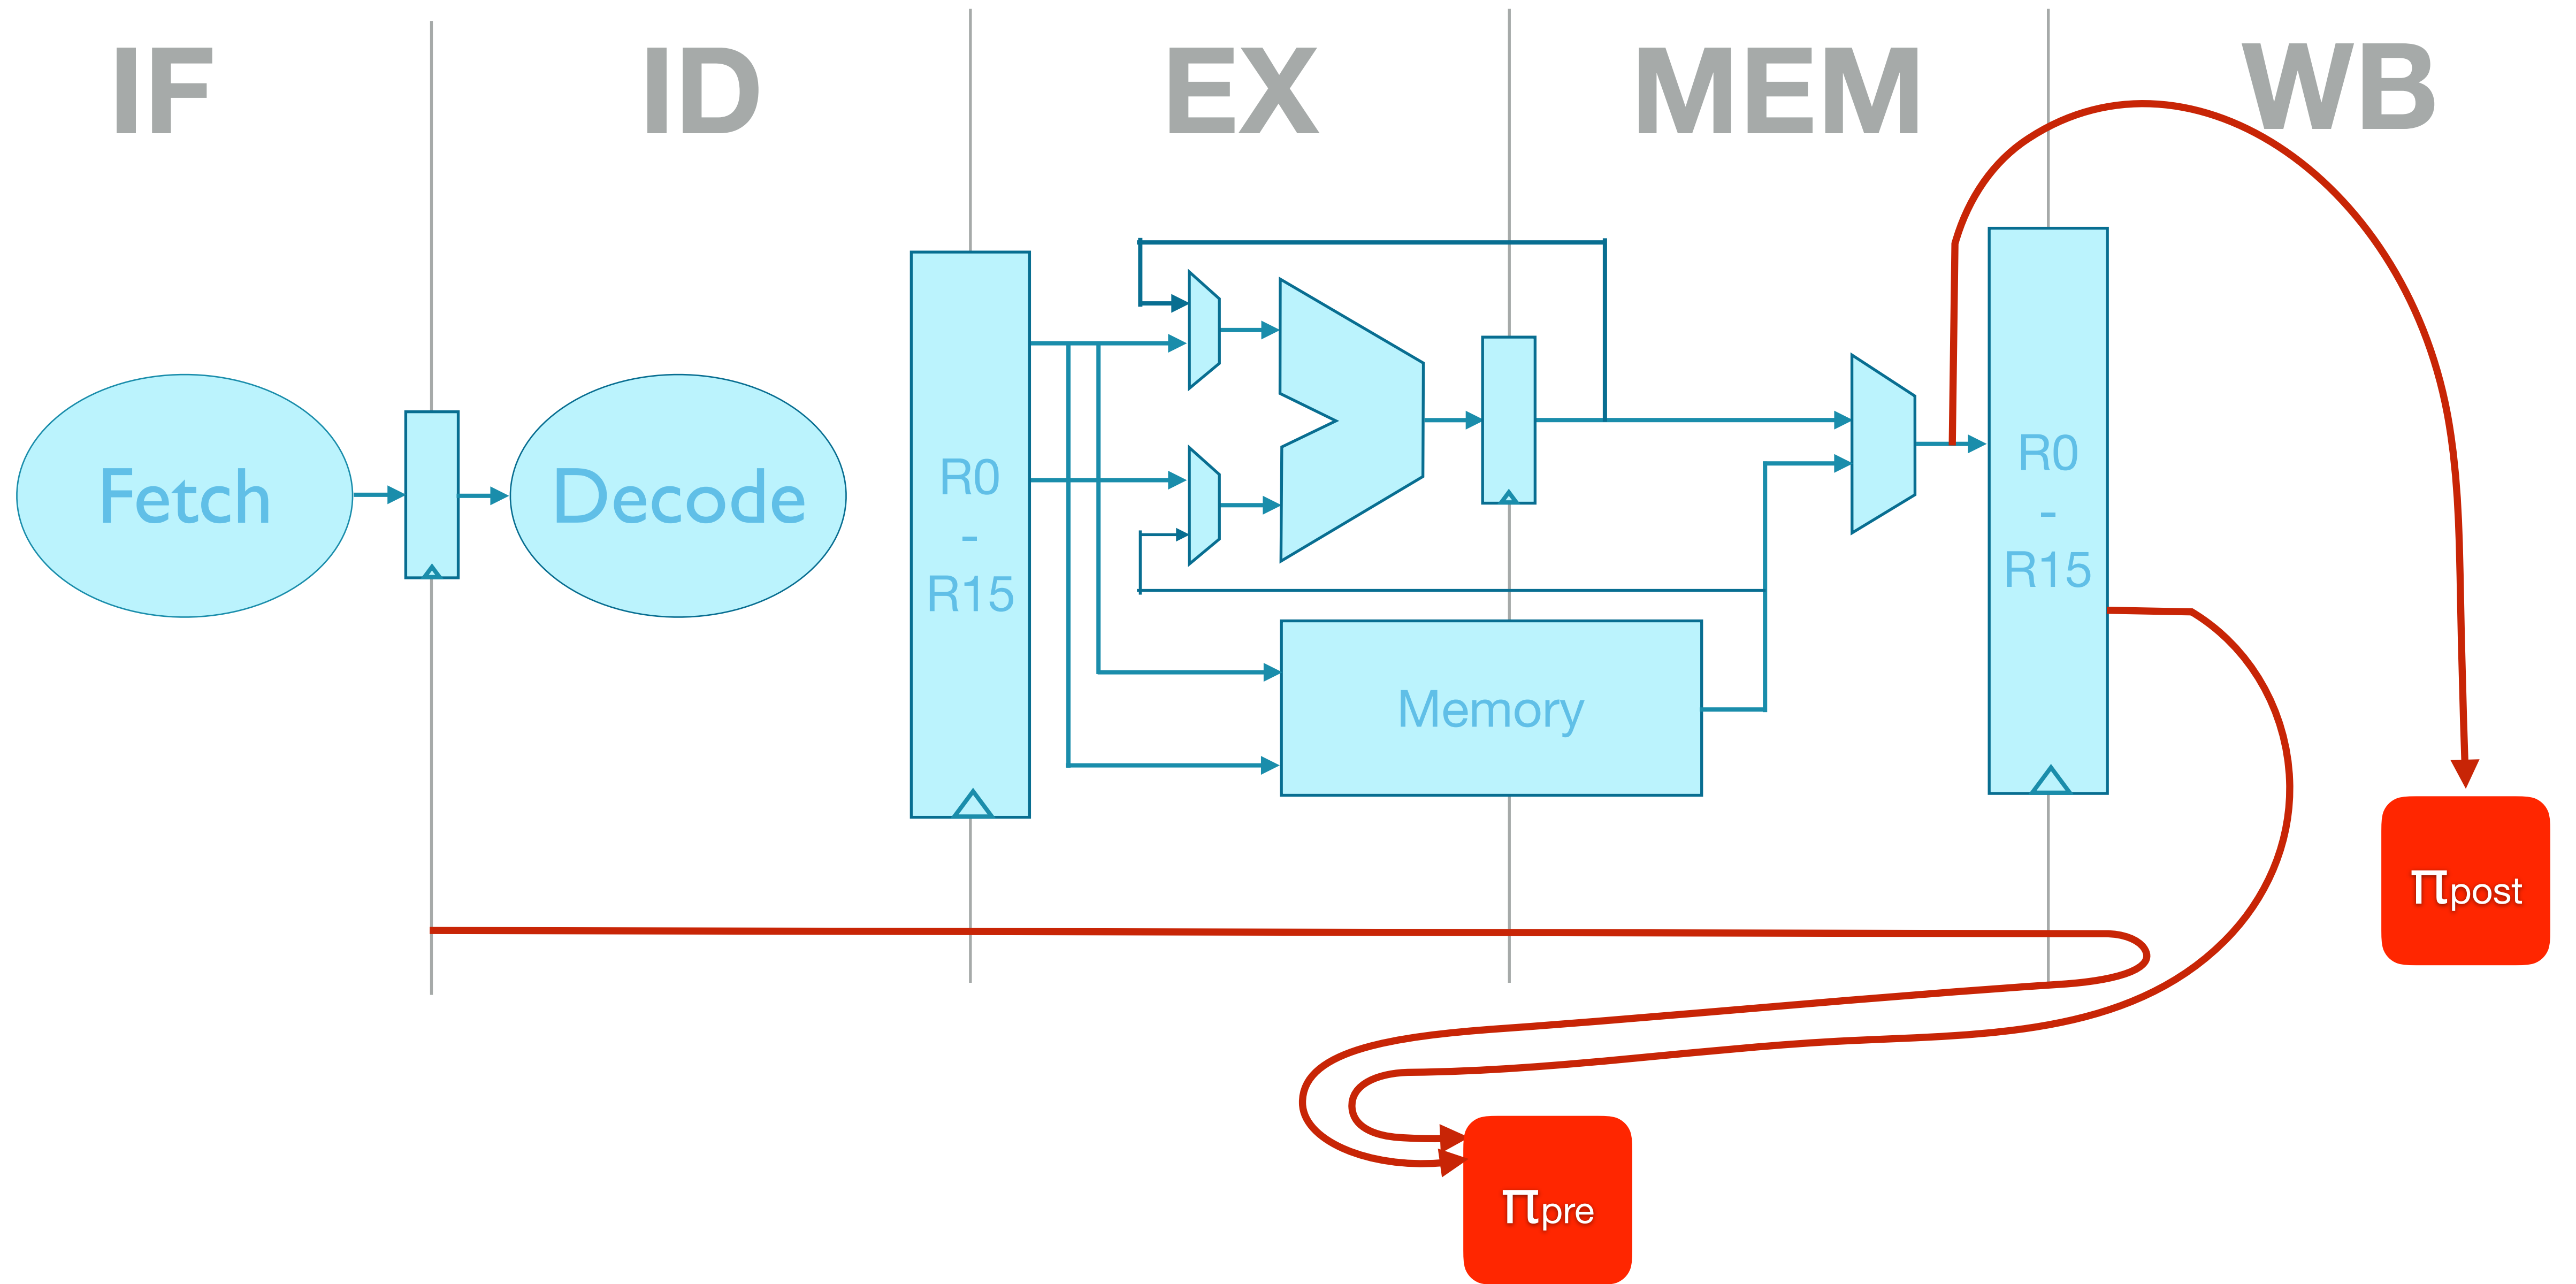 IF ID EX MEM WB
Fetch
Decode
R0
-
R15
Memory
R0
-
R15
πpost
πpre